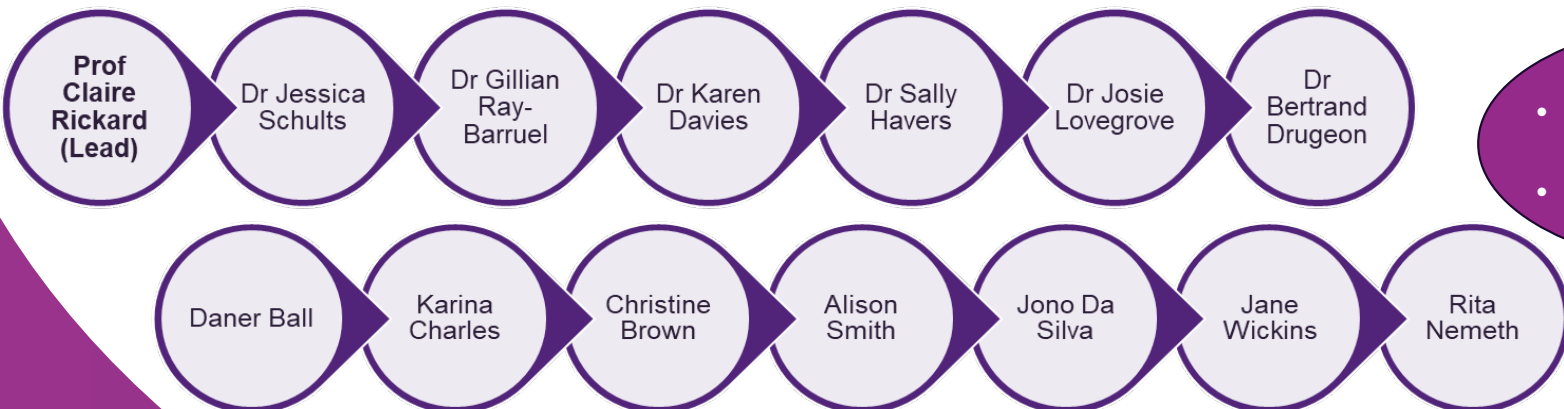 Prof
Claire
Rickard
(Lead)
Dr Jessica
Schults
Dr Gillian
Ray-
Barruel
Dr Karen
Davies
Dr Sally
Havers
Dr Josie
Lovegrove
Dr
Bertrand
Drugeon
Daner Ball
Karina
Charles
Christine
Brown
Alison
Smith
Jono Da
Silva
Jane
Wickins
Rita
Nemeth